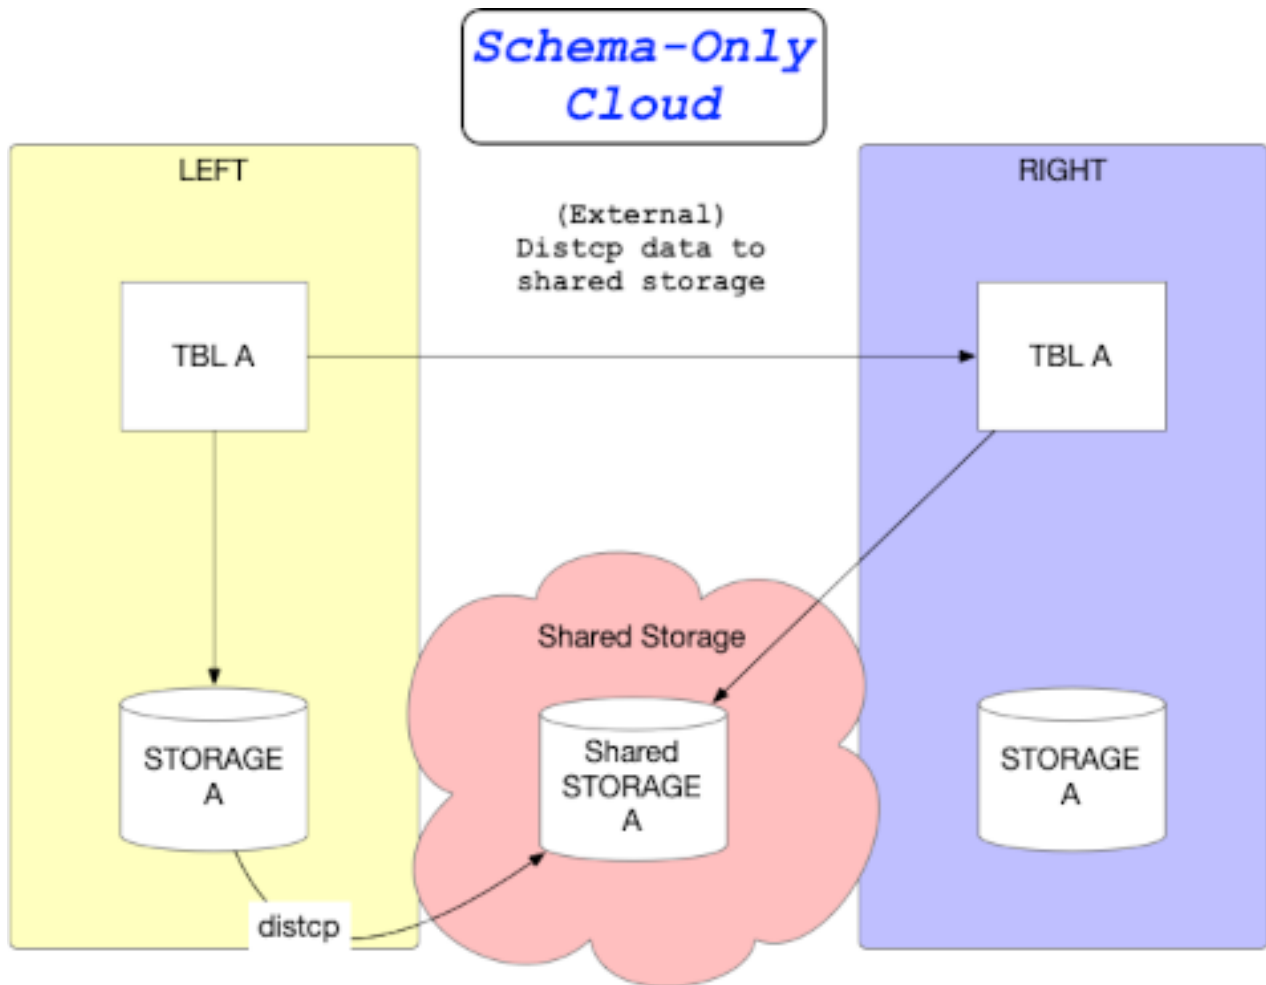 Schema-Only
Cloud
LEFT
RIGHT
(External)
Distcp data to
shared storage
TBL A
TBL A
Shared Storage
STORAGE
A
Shared
STORAGE
A
STORAGE
A
distcp